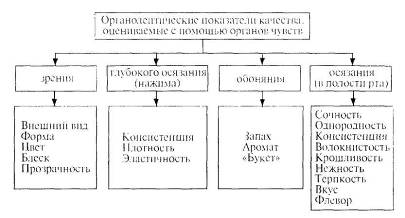 Органолептические показатели качества,
оцениваемые с помощью органов чувств
зрения
глубокого осязания
(нажима)
обоняния
осязания
(в полости рта)
Внешний вид
Форма
Цвет
Блеск
Прозрачность
Консистенция
Плотность
Эластичность
Запах
Аромат
«Букет»
Сочность
Однородность
Консистенция
Волокнистость
Крошливость
Нежность
Терпкость
Вкус
Флевор